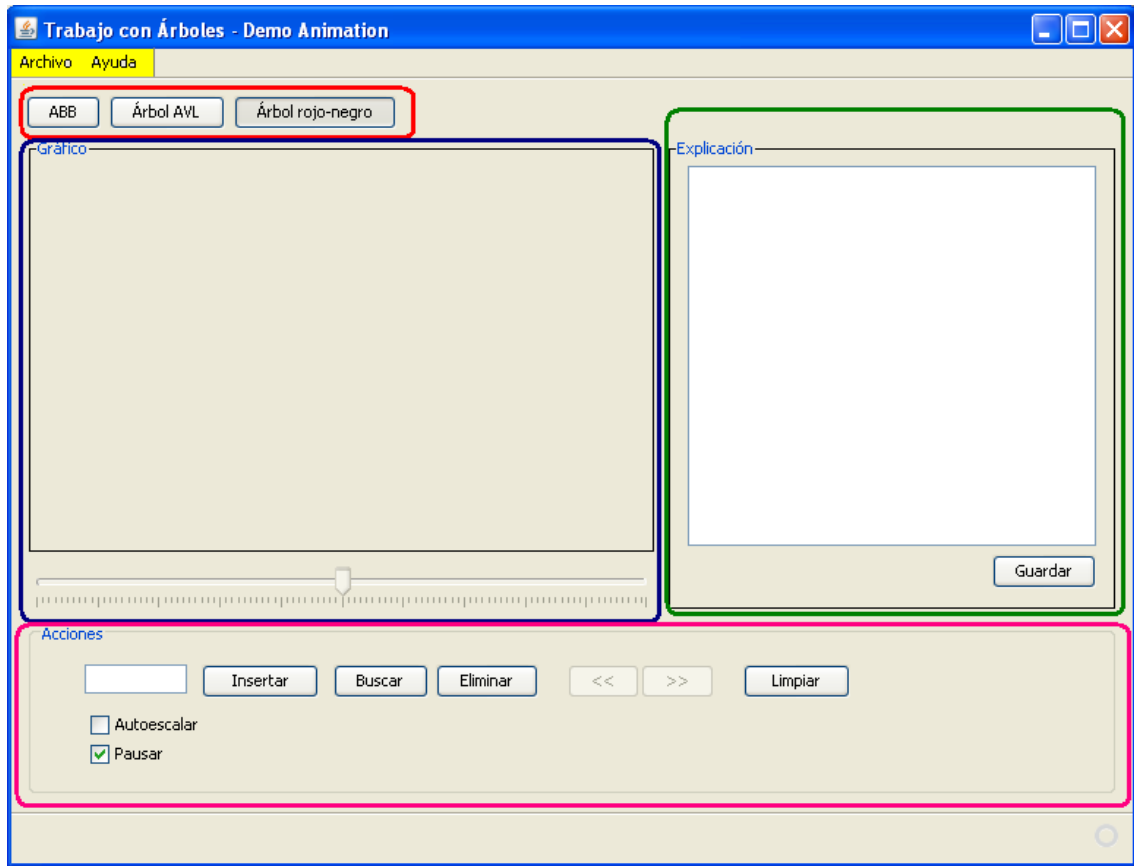 Trabajo con Árboles - Demo Animation
Archivo Ayuda
ABB Árbol AVL Árbol rojo-negro
Gráfico
Explicación
Guardar
Acciones
Insertar Buscar Eliminar << >> Limpiar
Autoescalar
Pausar